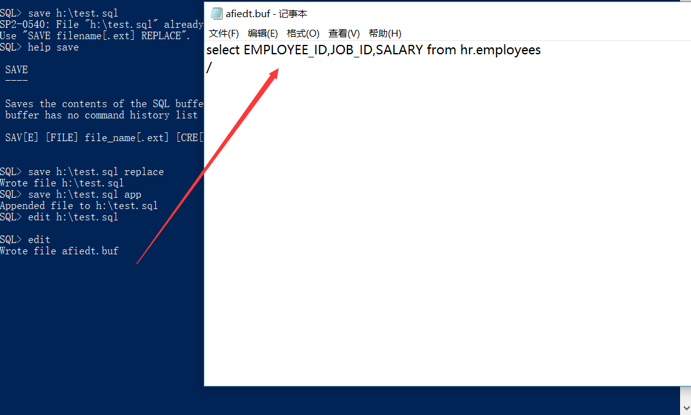 SQL> save h:\test.sql
SP2-0540: File "h:\test.sql" already
Use "SAVE filename[.ext] REPLACE".
SQL> help save
SAVE
----
Saves the contents of the SQL buffe
buffer has no command history list
SAV[E] [FILE] file_name[.ext] [CRE[
SQL> save h:\test.sql replace
Wrote file h:\test.sql
SQL> save h:\test.sql app
Appended file to h:\test.sql
SQL> edit h:\test.sql
SQL> edit
Wrote file afiedt.buf
afiedt.buf - 记事本
文件(F) 编辑(E) 格式(O) 查看(V) 帮助(H)
select EMPLOYEE_ID,JOB_ID,SALARY from hr.employees
/